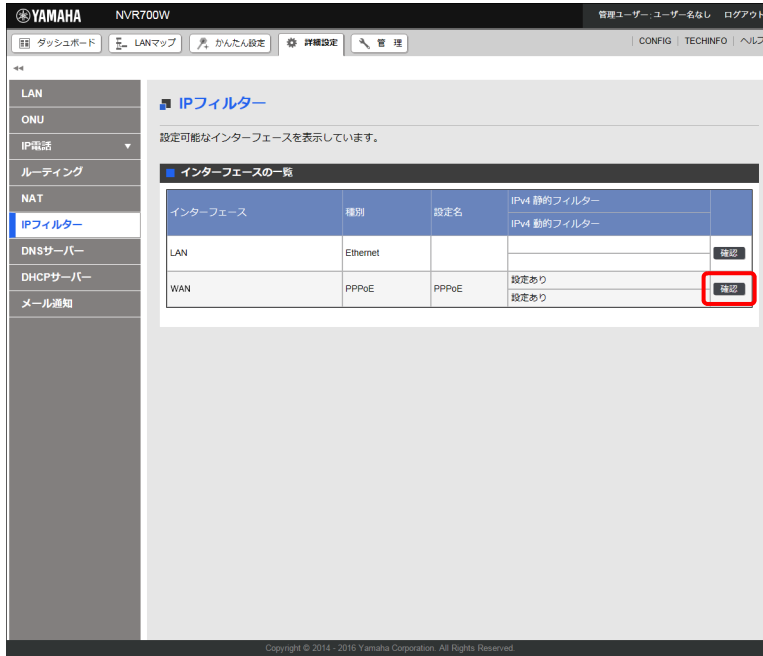 YAMAHA NVR700W 管理ユーザー:ユーザー名なし ログアウト
ダッシュボード LANマップ かんたん設定 詳細設定 管 理 CONFIG TECHINFO ヘルプ
LAN
ONU
IP電話
ルーティング
NAT
IPフィルター
DNSサーバー
DHCPサーバー
メール通知
IPフィルター
設定可能なインターフェースを表示しています。
インターフェースの一覧
インターフェース 種別 設定名 IPv4 静的フィルター
IPv4 動的フィルター
LAN Ethernet 確認
WAN PPPoE PPPoE 設定あり 確認
設定あり
Copyright © 2014 - 2016 Yamaha Corporation. All Rights Reserved.